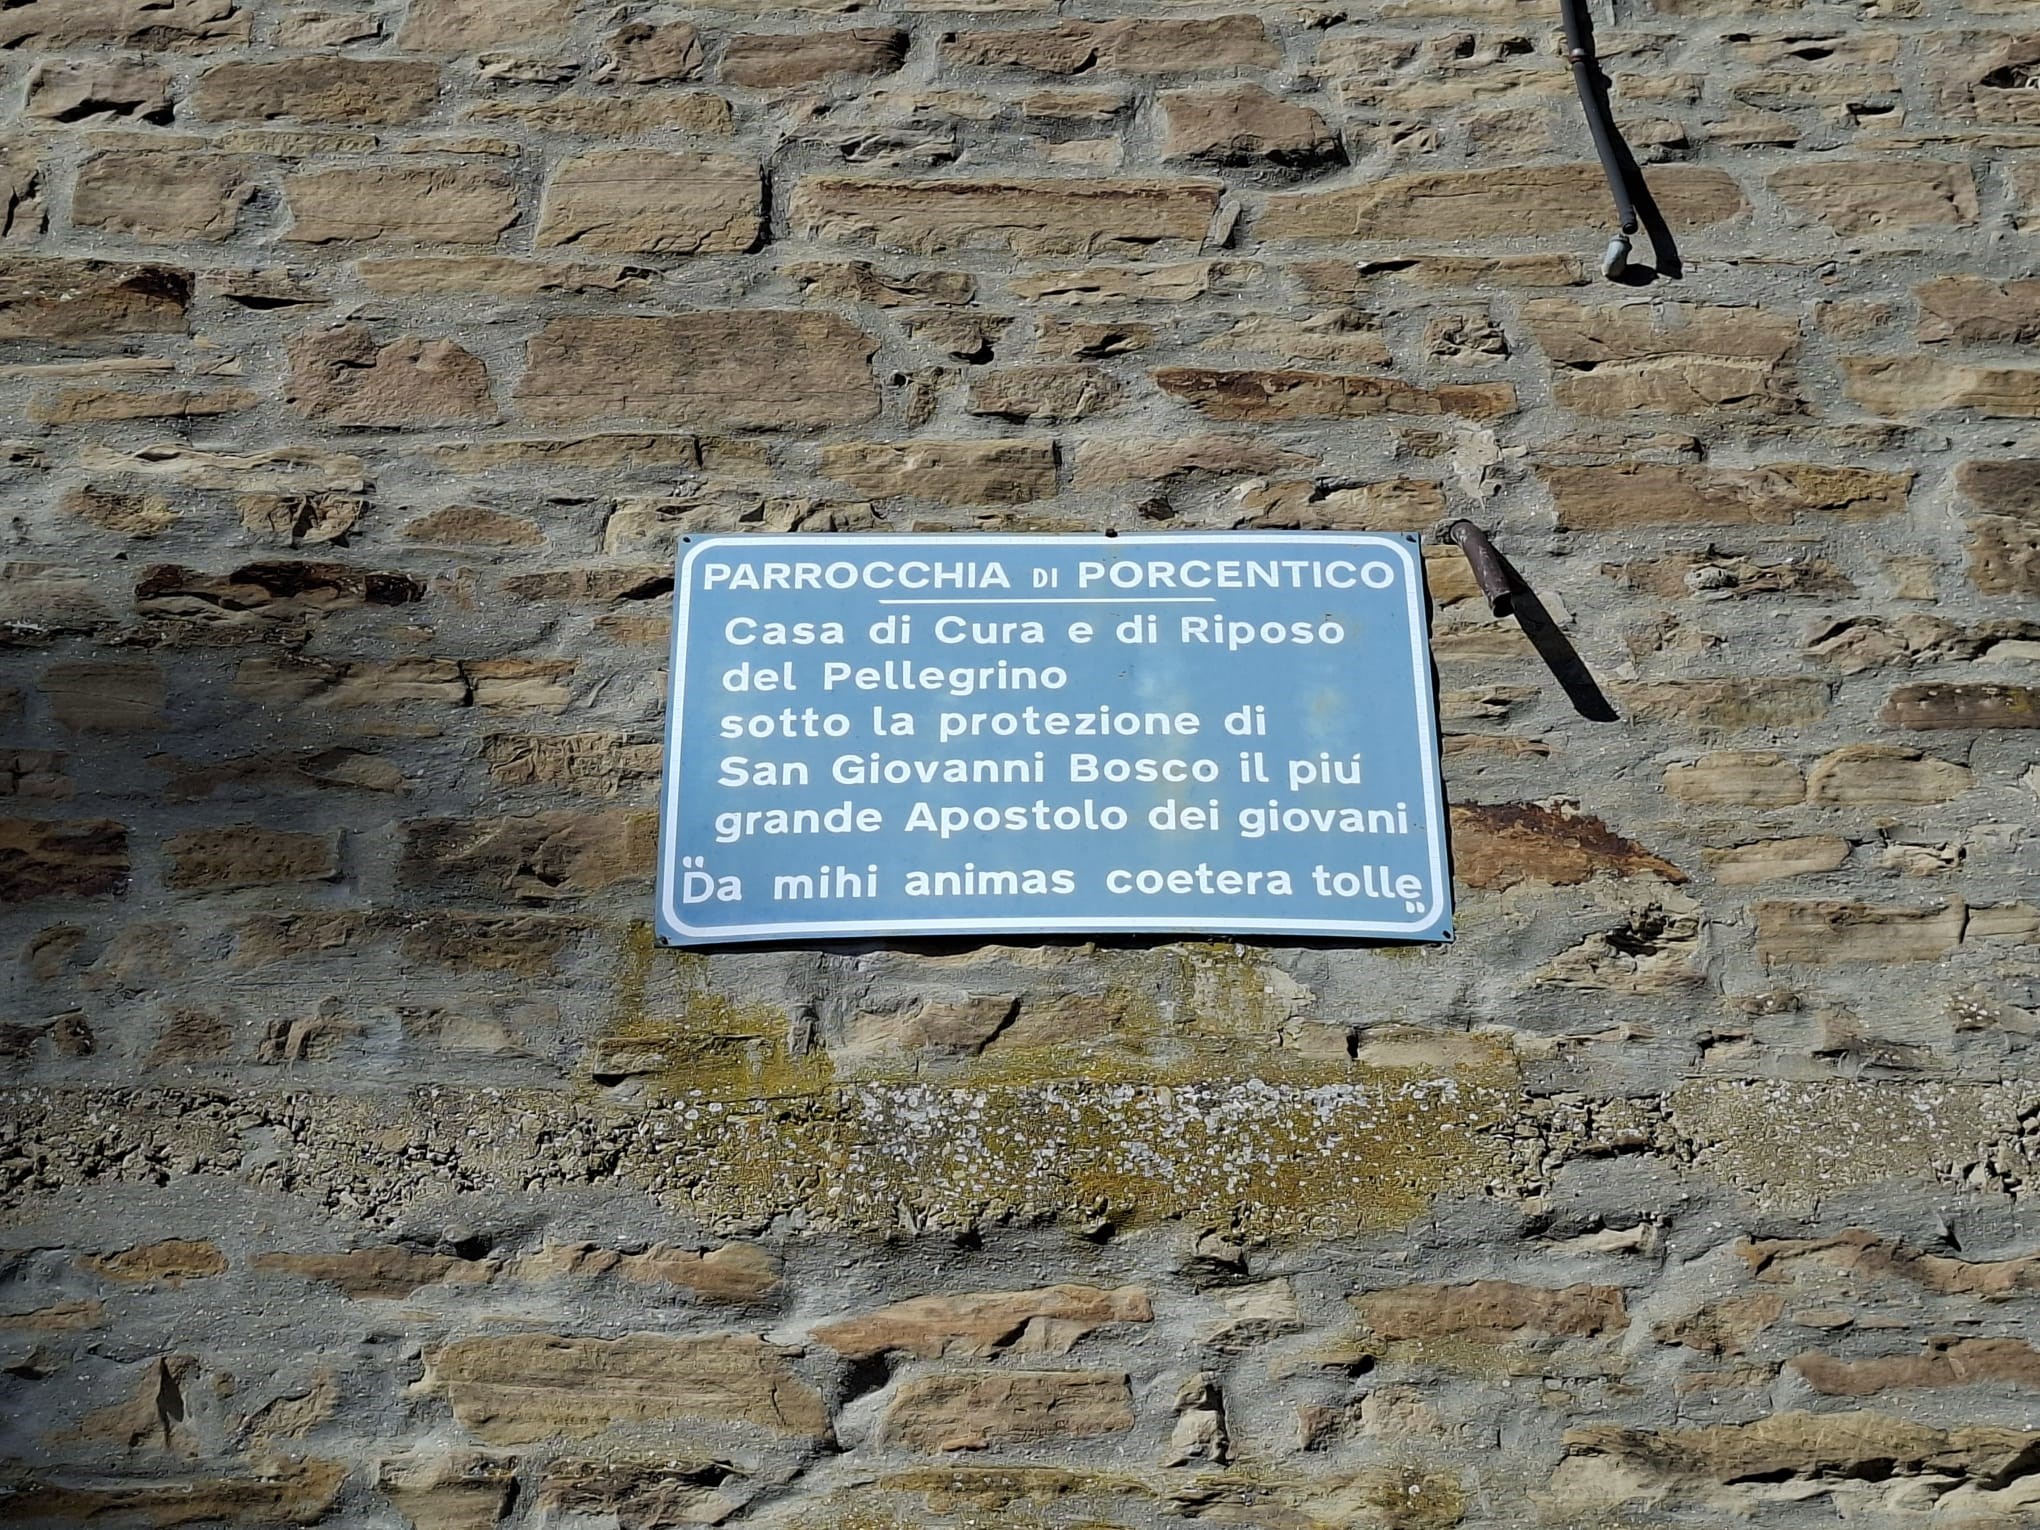 PARROCCHIA DI PORCENTICO
Casa di Cura e di Riposo
del Pellegrino
sotto la protezione di
San Giovanni Bosco il piú
grande Apostolo dei giovani
"Da mihi animas coetera tolle"